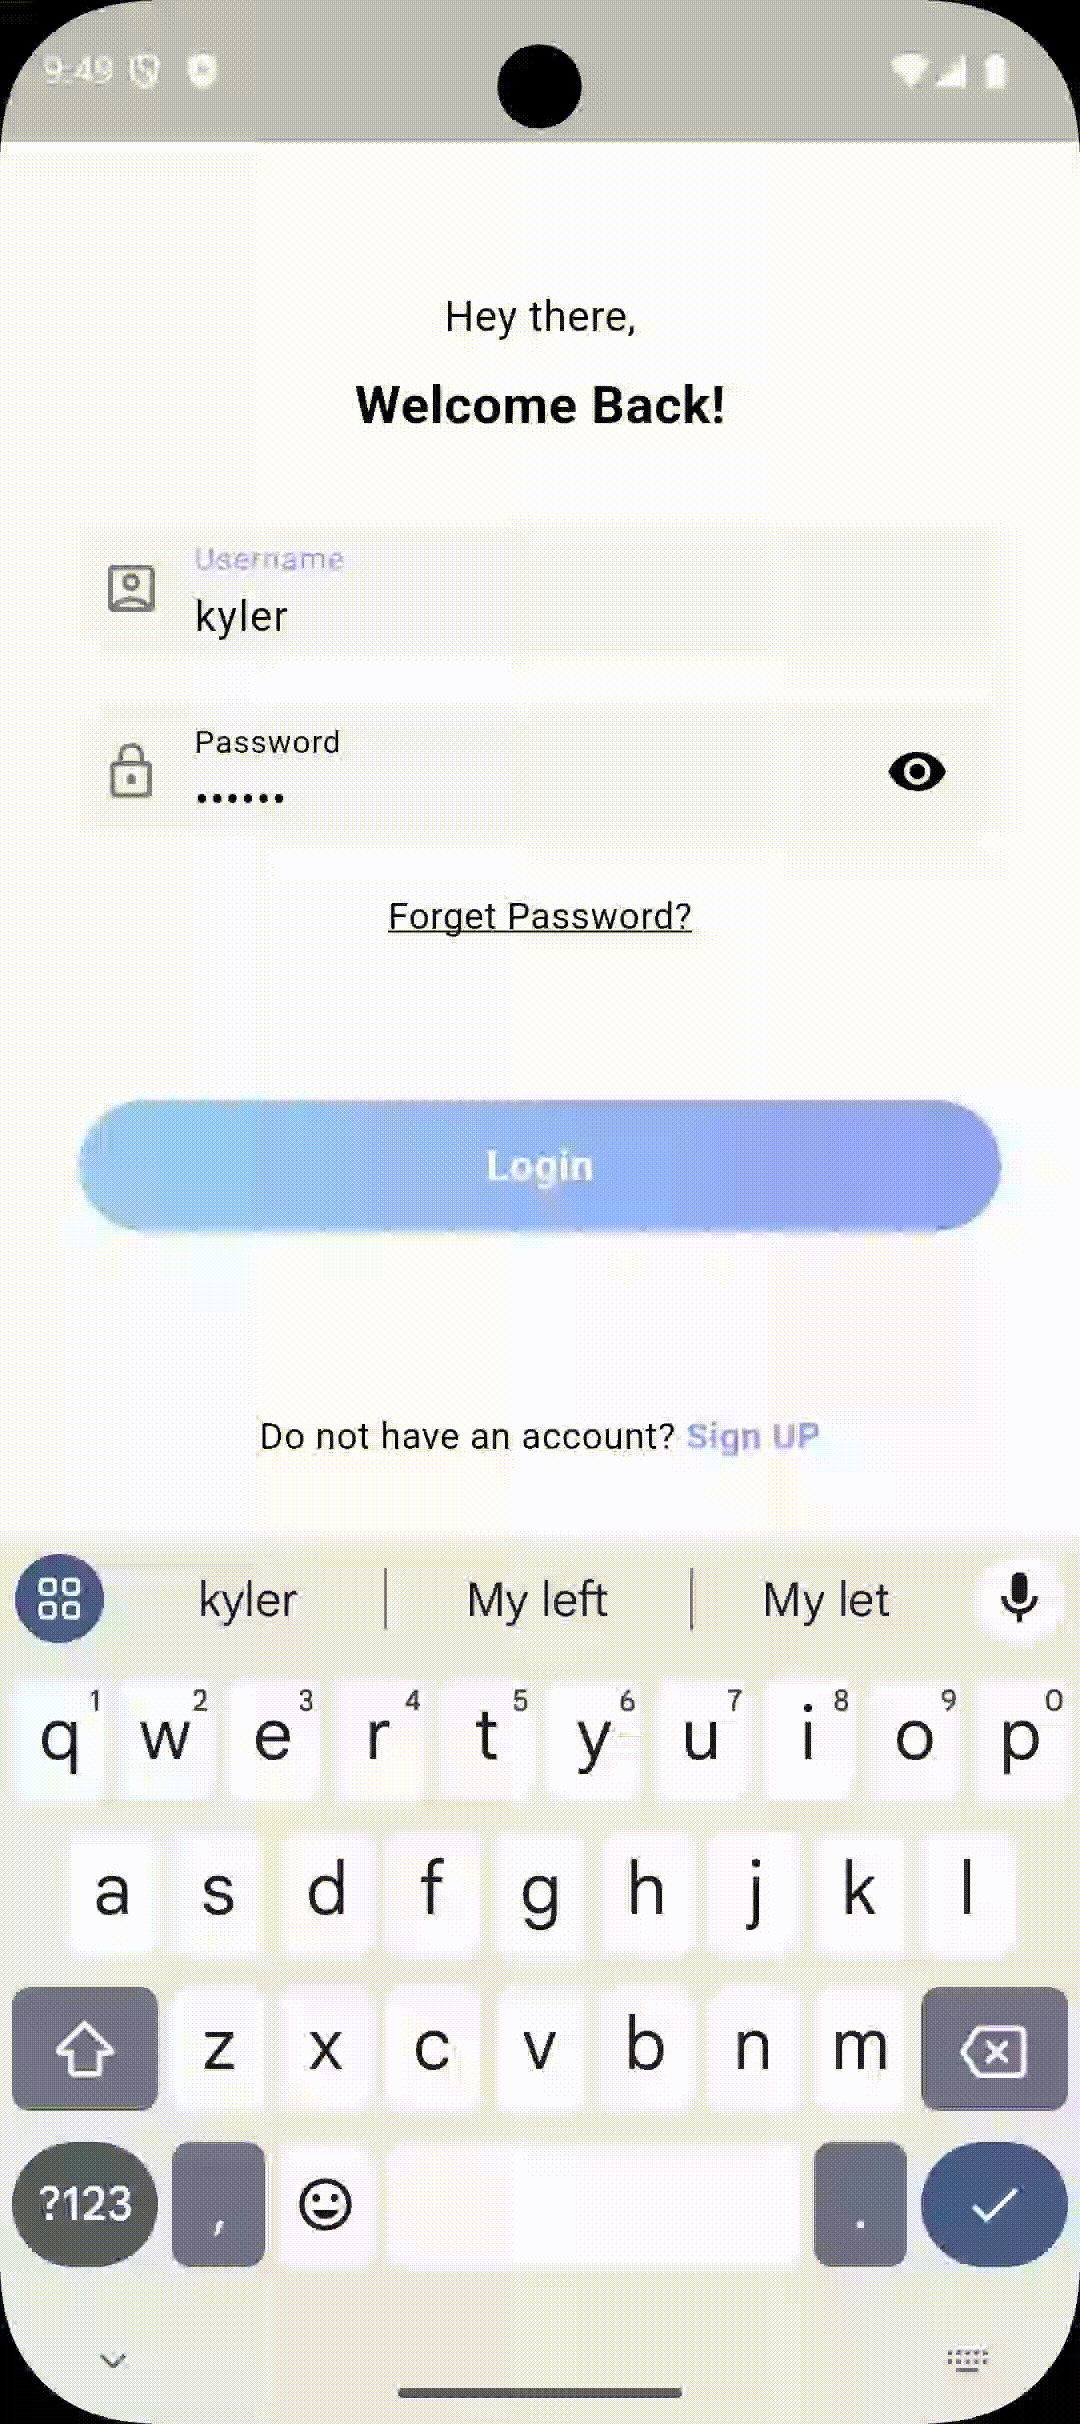 9:49
Hey there,
Welcome Back!
Username
kyler
Password
••••••
Forget Password?
Login
Do not have an account? Sign UP
kyler My left My let
q1 w2 e3 r4 t5 y6 u7 i8 o9 p0
a s d f g h j k l
z x c v b n m
?123 , .